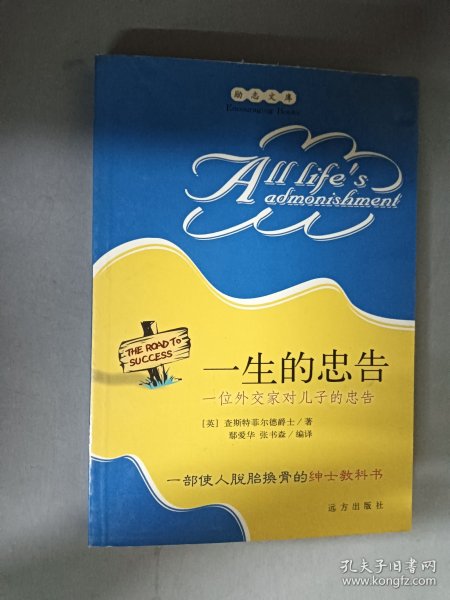 励志文库
Encouraging Books
All life's
admonishment
THE ROAD TO
SUCCESS
一生的忠告
一位外交家对儿子的忠告
[英] 查斯特菲尔德爵士／著
鄢爱华 张书森／编译
一部使人脱胎换骨的绅士教科书
远方出版社
孔夫子旧书网
www.kongfz.com